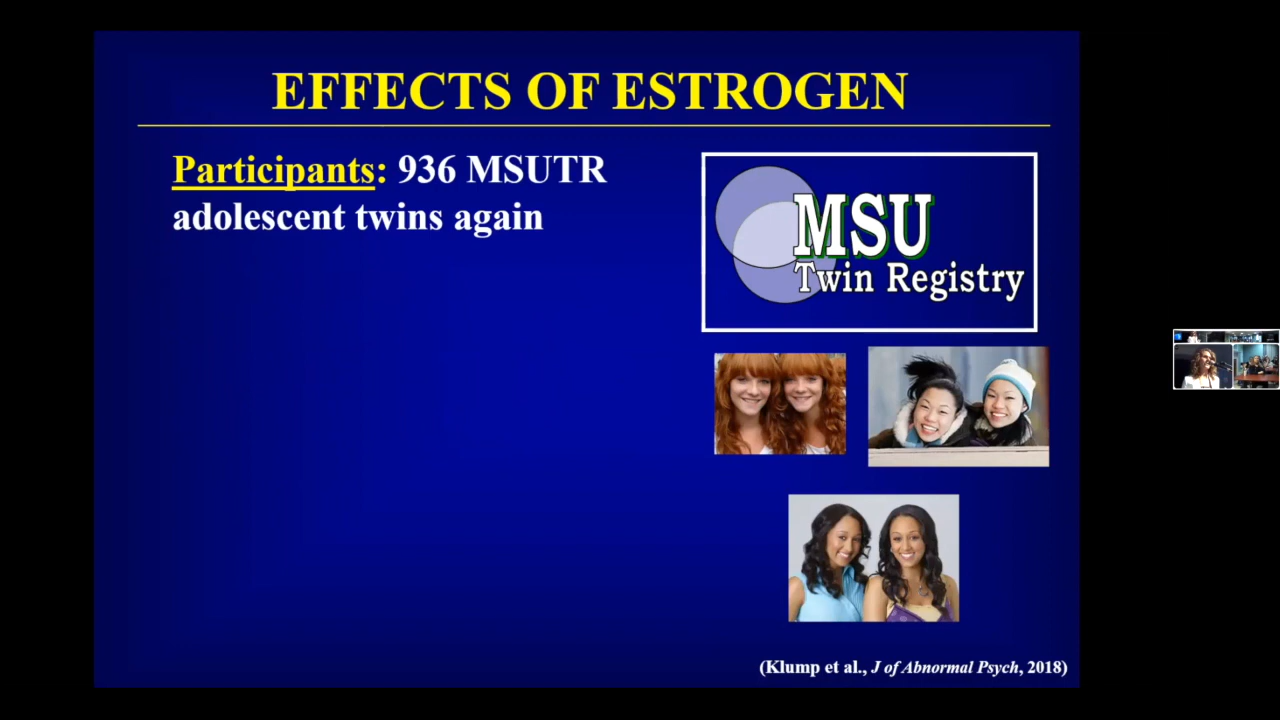 EFFECTS OF ESTROGEN
Participants: 936 MSUTR
adolescent twins again
MSU
Twin Registry
(Klump et al., J of Abnormal Psych, 2018)